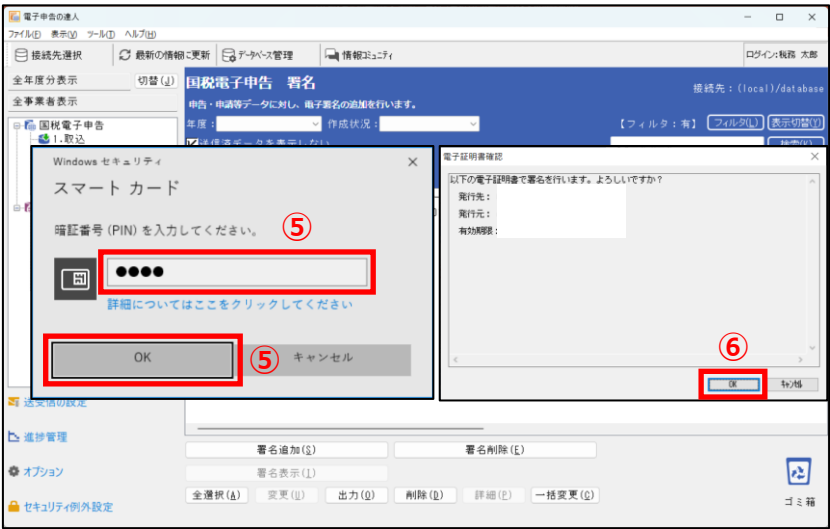 電子申告の達人
ファイル(F) 表示(V) ツール(T) ヘルプ(H)
接続先選択 最新の情報に更新 データベース管理 情報コミュニティ ログイン:税務 太郎
全年度分表示 切替(J)
全事業者表示
国税電子申告 署名
接続先：(local)/database
申告・申請等データに対し、電子署名の追加を行います。
年度： 作成状況： 【フィルタ：有】 フィルタ(L) 表示切替(Y)
国税電子申告
1.取込
送信済データを表示しない
Windows セキュリティ
スマート カード
暗証番号 (PIN) を入力してください。 ⑤
●●●●
詳細についてはここをクリックしてください
OK ⑤ キャンセル
電子証明書確認
以下の電子証明書で署名を行います。よろしいですか？
発行先：
発行元：
有効期限：
⑥
OK キャンセル
送受信の設定
進捗管理
オプション
セキュリティ例外設定
署名追加(S) 署名削除(E)
署名表示(I)
全選択(A) 変更(U) 出力(O) 削除(D) 詳細(P) 一括変更(C)
ゴミ箱